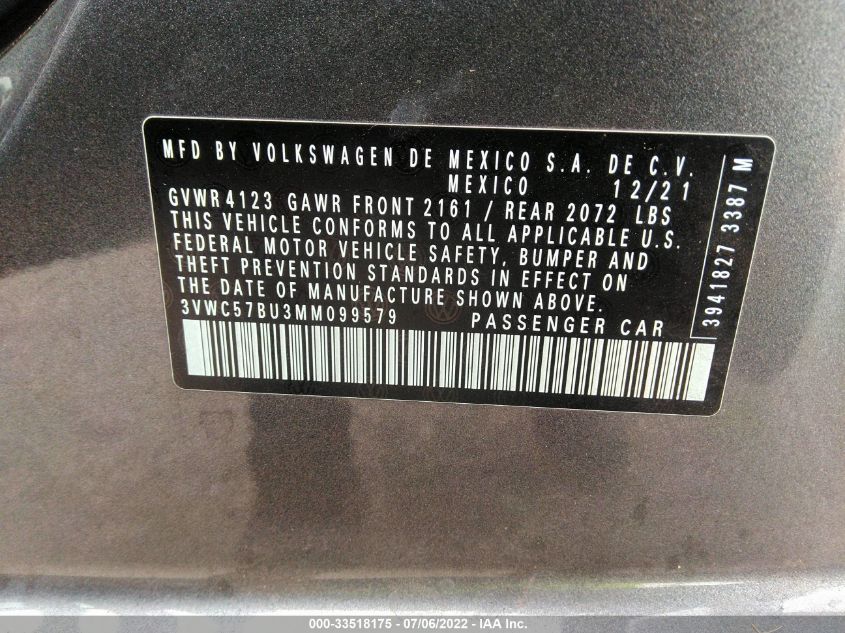 MFD BY VOLKSWAGEN DE MEXICO S.A. DE C.V.
MEXICO 12/21
GVWR 4123 GAWR FRONT 2161 / REAR 2072 LBS
THIS VEHICLE CONFORMS TO ALL APPLICABLE U.S.
FEDERAL MOTOR VEHICLE SAFETY, BUMPER AND
THEFT PREVENTION STANDARDS IN EFFECT ON
THE DATE OF MANUFACTURE SHOWN ABOVE.
3VWC57BU3MM099579 PASSENGER CAR
3941827 3387 M
000-33518175 - 07/06/2022 - IAA Inc.